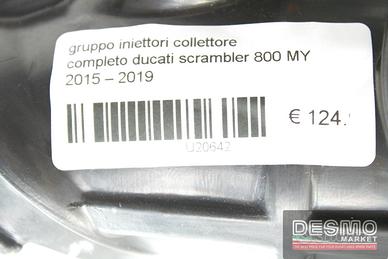 gruppo iniettori collettore
completo ducati scrambler 800 MY
2015 – 2019
€ 124.
U20642
DESMO
MARKET